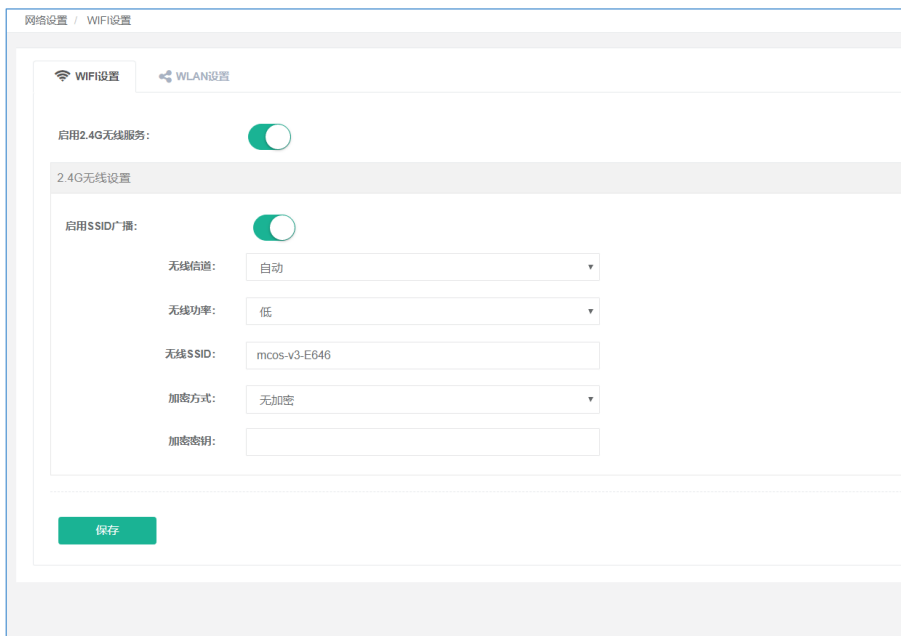 网络设置 / WIFI设置
WIFI设置 WLAN设置
启用2.4G无线服务:
2.4G无线设置
启用SSID广播:
无线信道: 自动
无线功率: 低
无线SSID: mcos-v3-E646
加密方式: 无加密
加密密钥:
保存